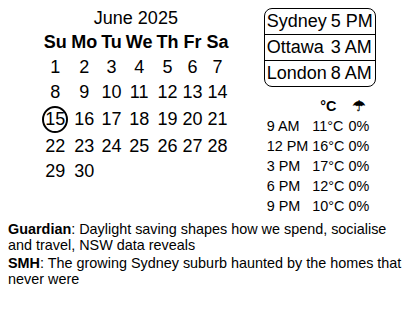 June 2025
Su Mo Tu We Th Fr Sa
1 2 3 4 5 6 7
8 9 10 11 12 13 14
15 16 17 18 19 20 21
22 23 24 25 26 27 28
29 30
Sydney 5 PM
Ottawa 3 AM
London 8 AM
°C ☂
9 AM 11°C 0%
12 PM 16°C 0%
3 PM 17°C 0%
6 PM 12°C 0%
9 PM 10°C 0%
Guardian: Daylight saving shapes how we spend, socialise
and travel, NSW data reveals
SMH: The growing Sydney suburb haunted by the homes that
never were